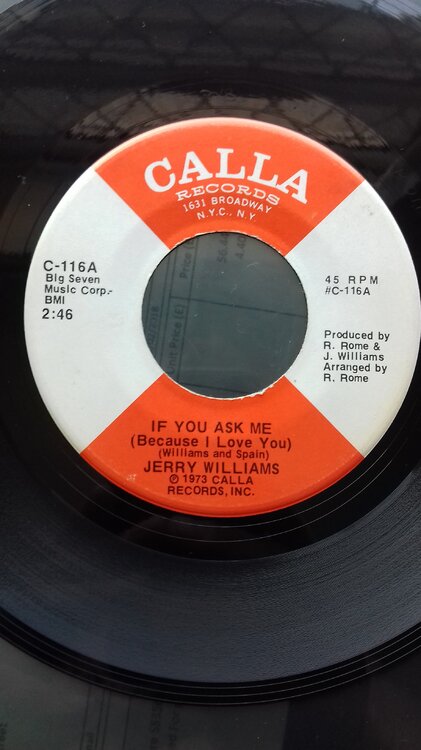 CALLA
RECORDS
1631 BROADWAY
N.Y.C., N.Y.
C-116A
Big Seven
Music Corp.-
BMI
2:46
45 RPM
#C-116A
Produced by
R. Rome &
J. Williams
Arranged by
R. Rome
Unit Price (£)
IF YOU ASK ME
(Because I Love You)
(Williams and Spain)
JERRY WILLIAMS
℗ 1973 CALLA
RECORDS, INC.